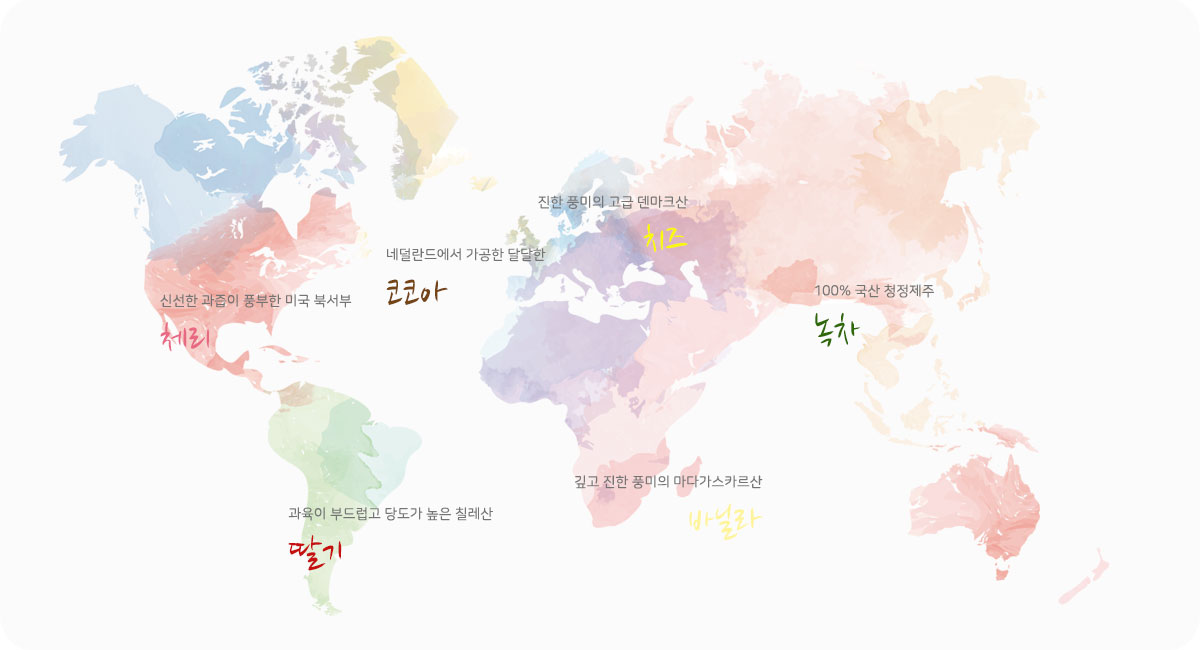 진한 풍미의 고급 덴마크산
치즈
네덜란드에서 가공한 달달한
코코아
신선한 과즙이 풍부한 미국 북서부
체리
100% 국산 청정제주
녹차
깊고 진한 풍미의 마다가스카르산
바닐라
과육이 부드럽고 당도가 높은 칠레산
딸기